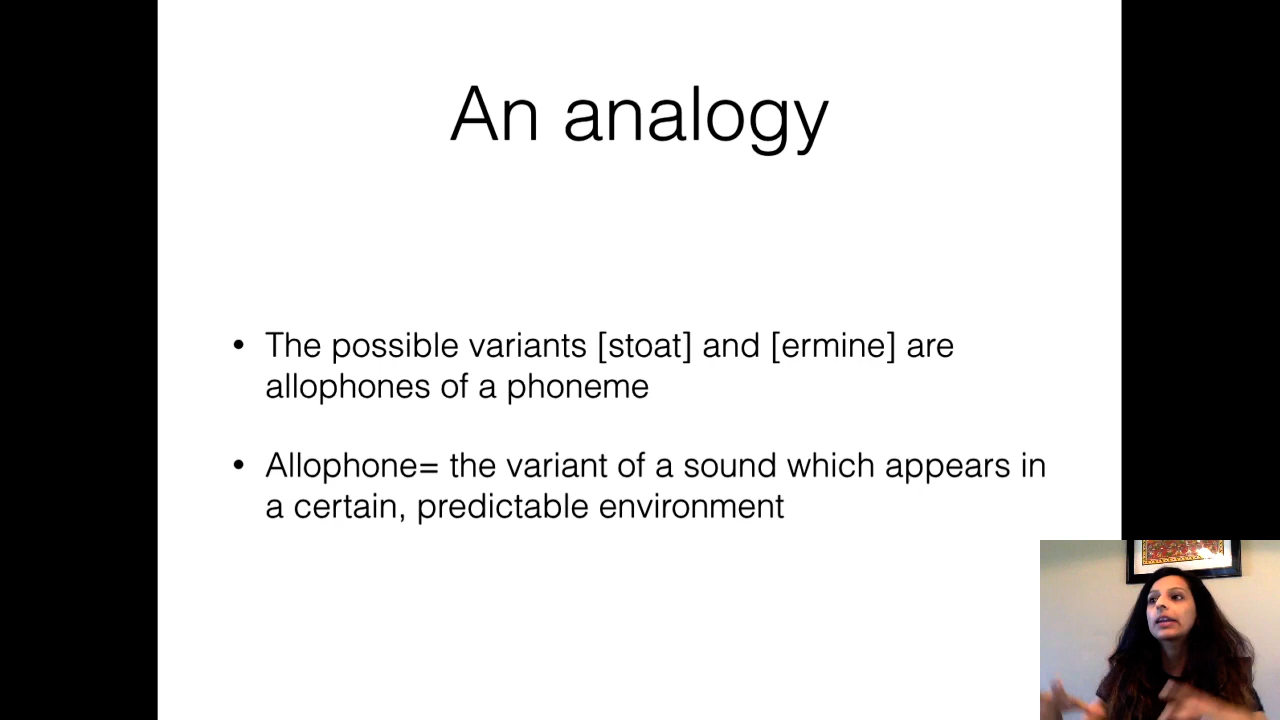 An analogy
• The possible variants [stoat] and [ermine] are
allophones of a phoneme
• Allophone= the variant of a sound which appears in
a certain, predictable environment